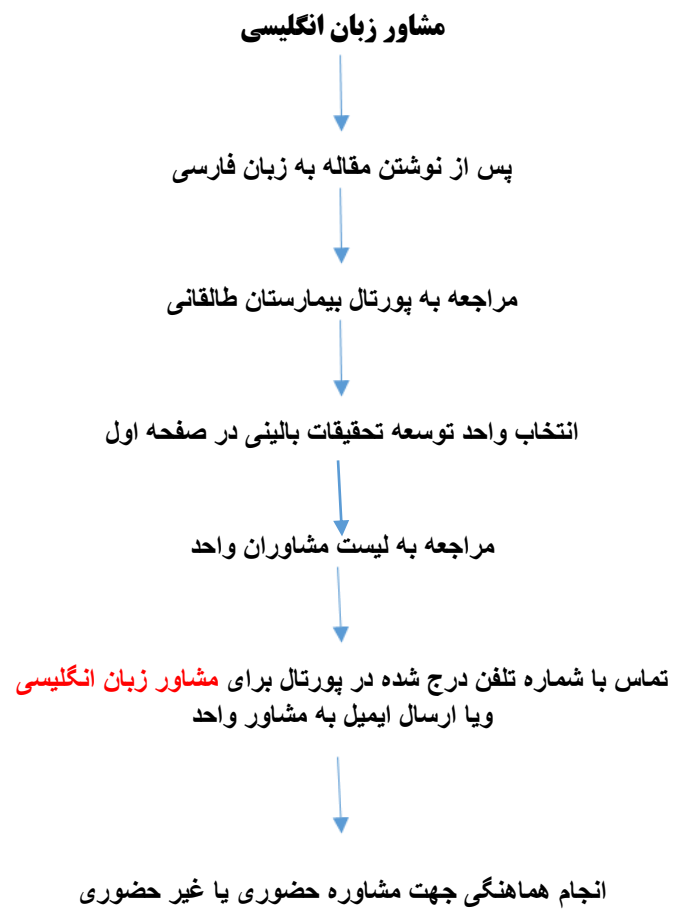 مشاور زبان انگلیسی
پس از نوشتن مقاله به زبان فارسی
مراجعه به پورتال بیمارستان طالقانی
انتخاب واحد توسعه تحقیقات بالینی در صفحه اول
مراجعه به لیست مشاوران واحد
تماس با شماره تلفن درج شده در پورتال برای مشاور زبان انگلیسی
ویا ارسال ایمیل به مشاور واحد
انجام هماهنگی جهت مشاوره حضوری یا غیر حضوری